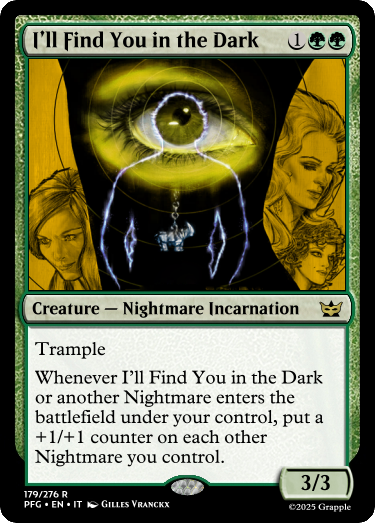 I'll Find You in the Dark 1
Creature — Nightmare Incarnation
Trample
Whenever I'll Find You in the Dark
or another Nightmare enters the
battlefield under your control, put a
+1/+1 counter on each other
Nightmare you control.
3/3
179/276 R
PFG • EN • IT Gilles Vranckx
©2025 Grapple